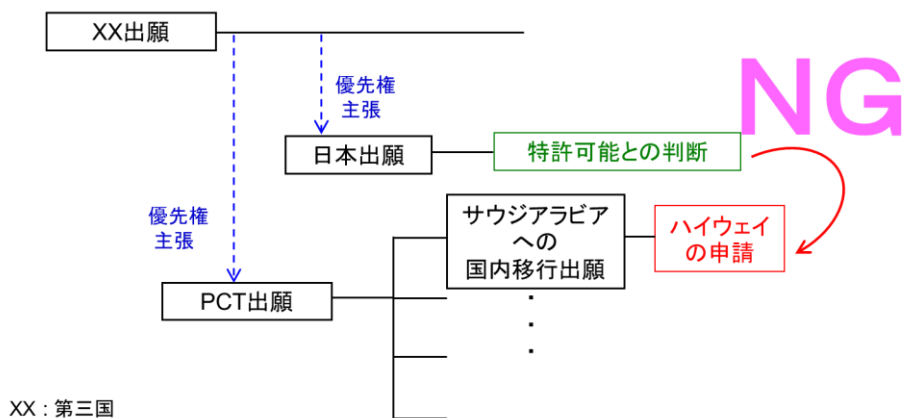 XX出願
NG
優先権
主張
日本出願
特許可能との判断
優先権
主張
サウジアラビア
への
国内移行出願
ハイウェイ
の申請
PCT出願
XX : 第三国